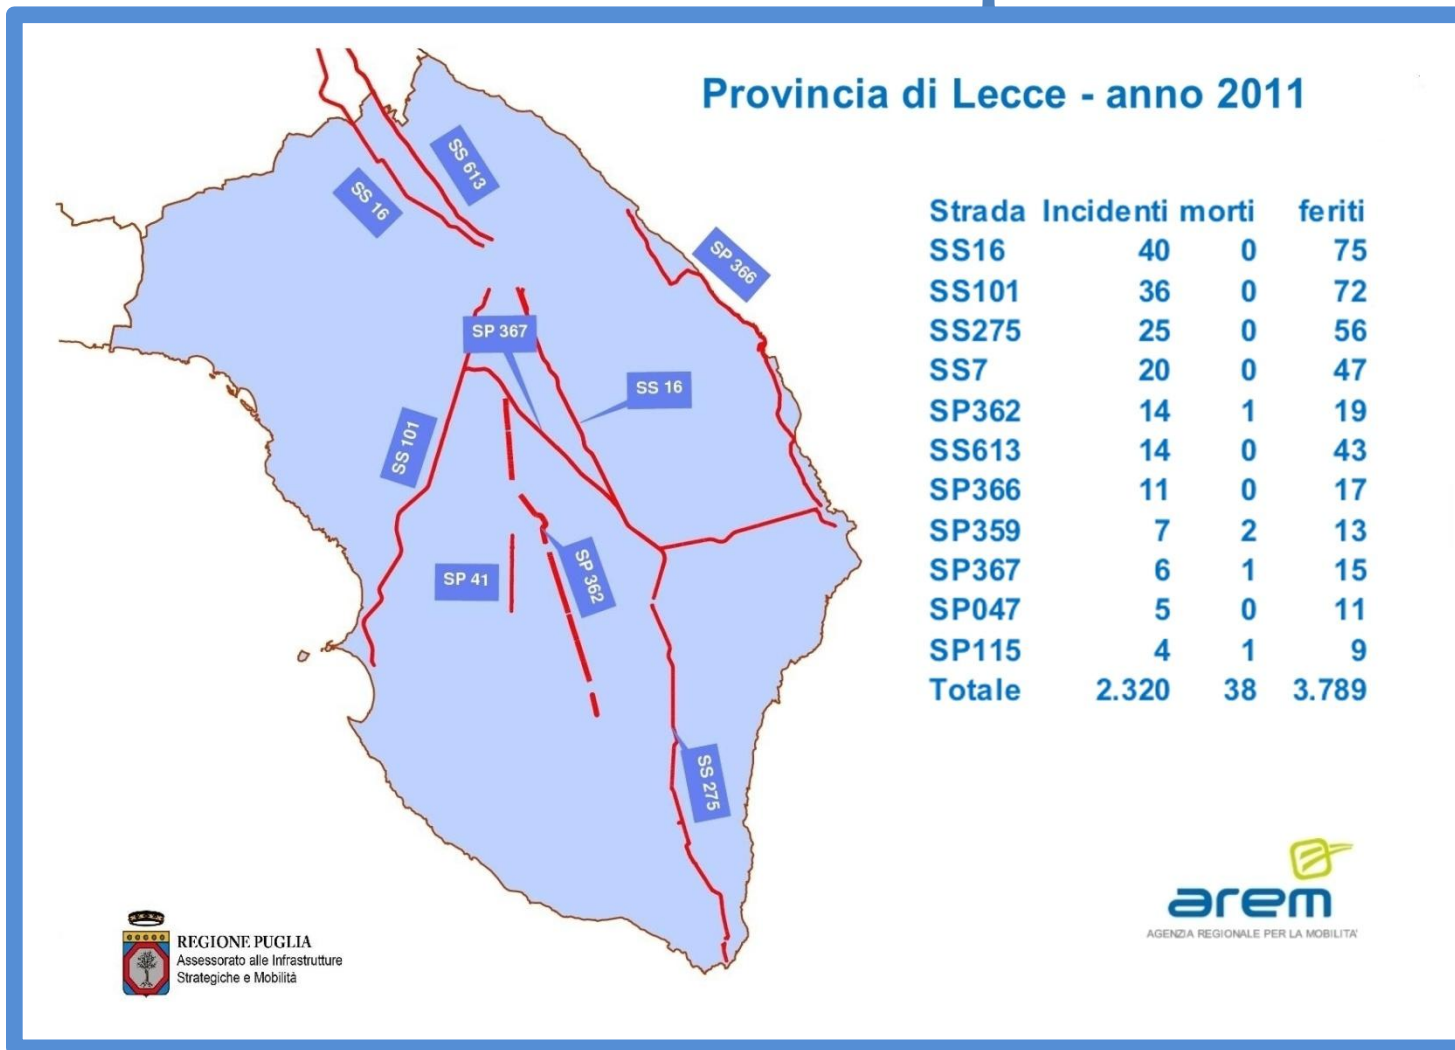 Provincia di Lecce - anno 2011
SS 613
SS 16
SP 366
SP 367
SS 16
SS 101
SP 41
SP 362
SS 275
Strada Incidenti morti feriti
SS16 40 0 75
SS101 36 0 72
SS275 25 0 56
SS7 20 0 47
SP362 14 1 19
SS613 14 0 43
SP366 11 0 17
SP359 7 2 13
SP367 6 1 15
SP047 5 0 11
SP115 4 1 9
Totale 2.320 38 3.789
arem
AGENZIA REGIONALE PER LA MOBILITA'
REGIONE PUGLIA
Assessorato alle Infrastrutture
Strategiche e Mobilità